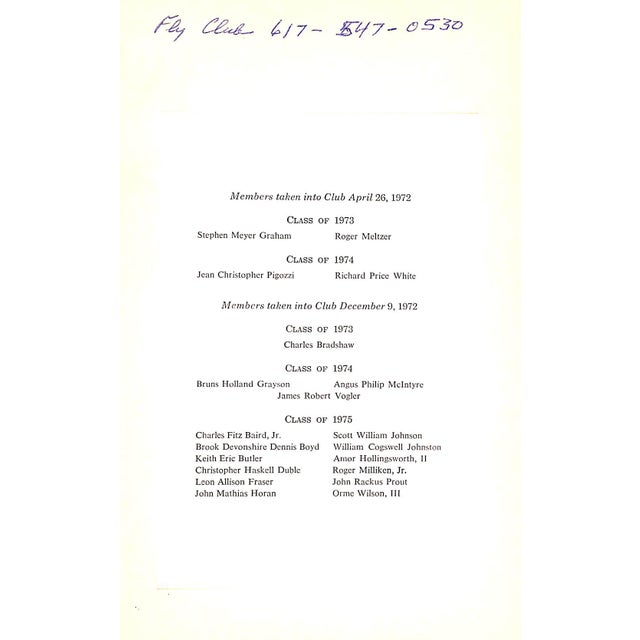 Fly Club 617-547-0530
Members taken into Club April 26, 1972
CLASS OF 1973
Stephen Meyer Graham Roger Meltzer
CLASS OF 1974
Jean Christopher Pigozzi Richard Price White
Members taken into Club December 9, 1972
CLASS OF 1973
Charles Bradshaw
CLASS OF 1974
Bruns Holland Grayson Angus Philip McIntyre
James Robert Vogler
CLASS OF 1975
Charles Fitz Baird, Jr. Scott William Johnson
Brook Devonshire Dennis Boyd William Cogswell Johnston
Keith Eric Butler Amor Hollingsworth, II
Christopher Haskell Duble Roger Milliken, Jr.
Leon Allison Fraser John Rackus Prout
John Mathias Horan Orme Wilson, III